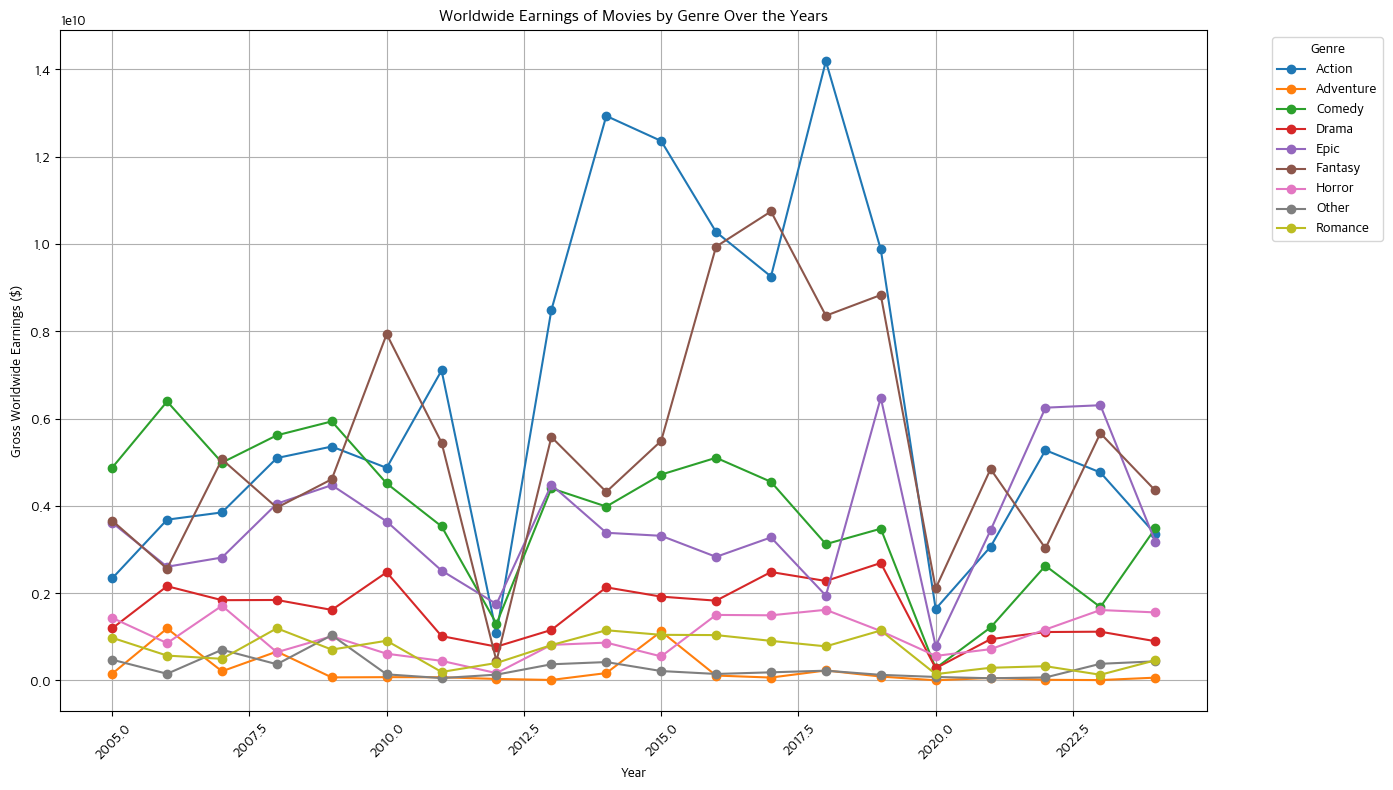 Worldwide Earnings of Movies by Genre Over the Years
1e10
1.4
1.2
1.0
0.8
0.6
0.4
0.2
0.0
Gross Worldwide Earnings ($)
2005.0
2007.5
2010.0
2012.5
2015.0
2017.5
2020.0
2022.5
Year
Genre
Action
Adventure
Comedy
Drama
Epic
Fantasy
Horror
Other
Romance